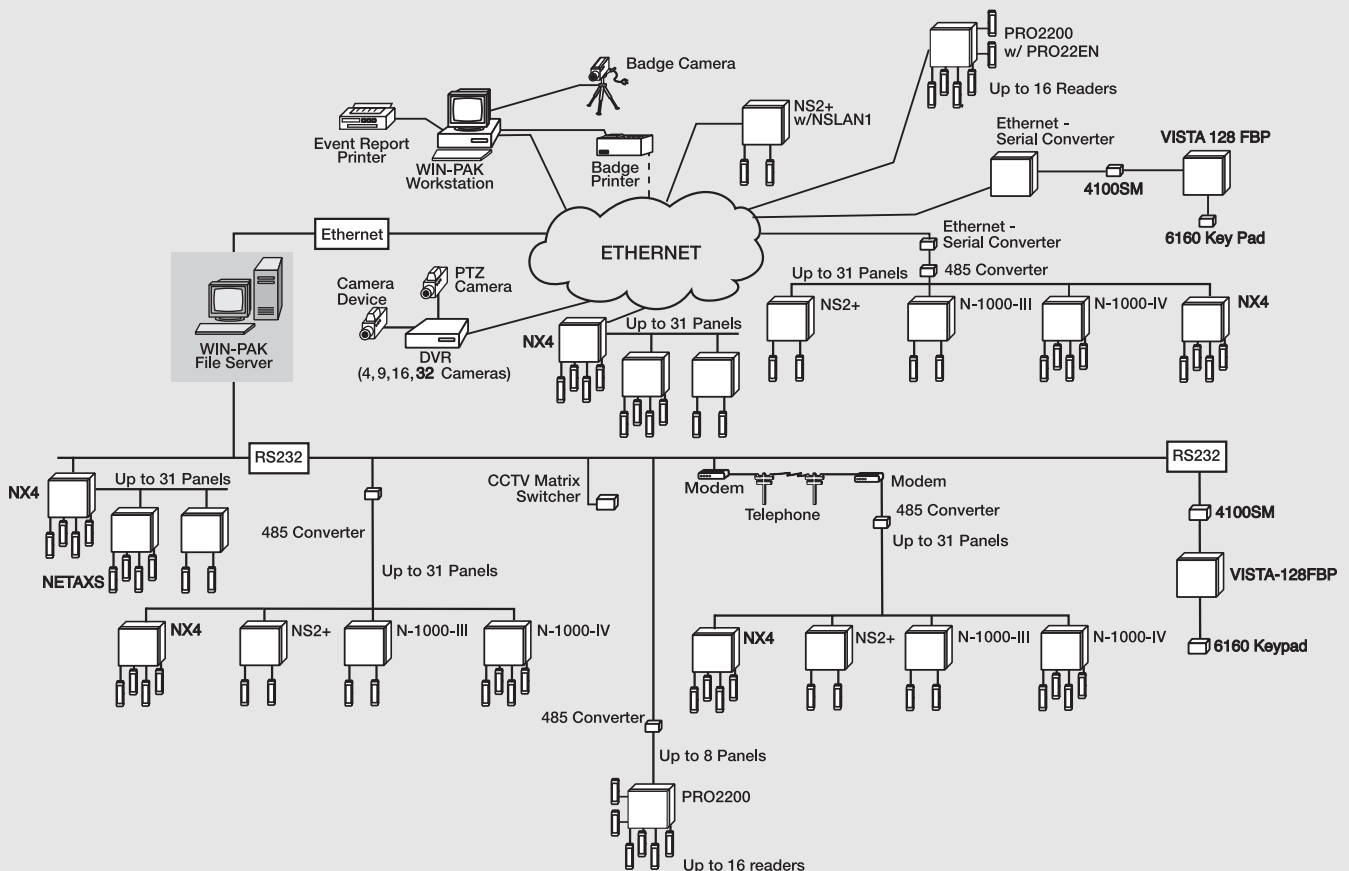 Badge Camera
PRO2200
w/ PRO22EN
Up to 16 Readers
NS2+
w/NSLAN1
Event Report
Printer
WIN-PAK
Workstation
Badge
Printer
Ethernet -
Serial Converter
VISTA 128 FBP
4100SM
6160 Key Pad
Ethernet
ETHERNET
Ethernet -
Serial Converter
485 Converter
Up to 31 Panels
NS2+
N-1000-III
N-1000-IV
NX4
Camera
Device
PTZ
Camera
DVR
(4,9,16,32 Cameras)
WIN-PAK
File Server
NX4
Up to 31 Panels
RS232
RS232
NX4
Up to 31 Panels
NETAXS
485 Converter
Up to 31 Panels
CCTV Matrix
Switcher
Modem
Telephone
Modem
485 Converter
Up to 31 Panels
4100SM
VISTA-128FBP
6160 Keypad
NX4
NS2+
N-1000-III
N-1000-IV
NX4
NS2+
N-1000-III
N-1000-IV
485 Converter
Up to 8 Panels
PRO2200
Up to 16 readers